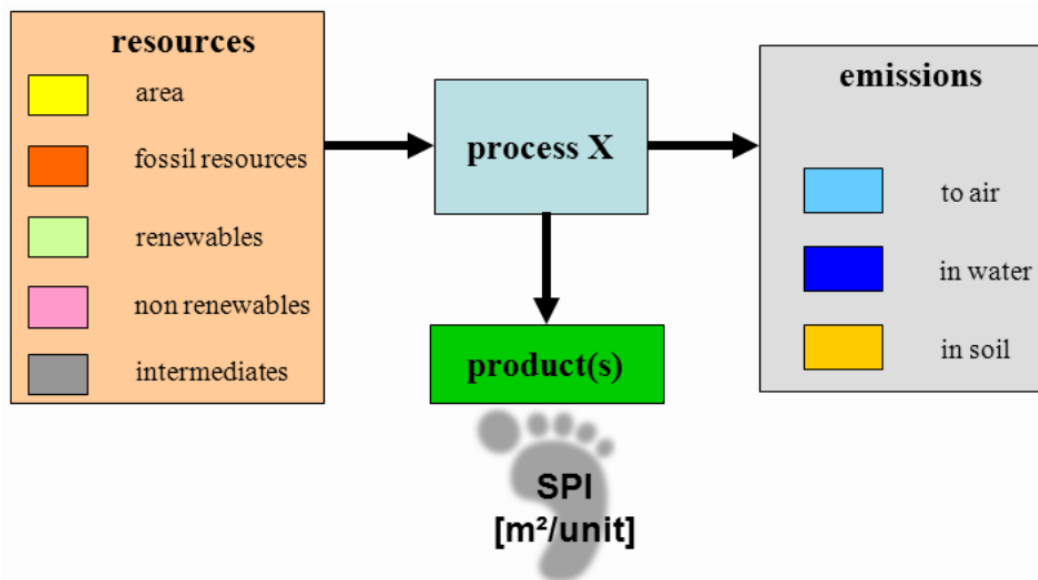 resources
area
fossil resources
renewables
non renewables
intermediates
process X
product(s)
SPI
[m²/unit]
emissions
to air
in water
in soil